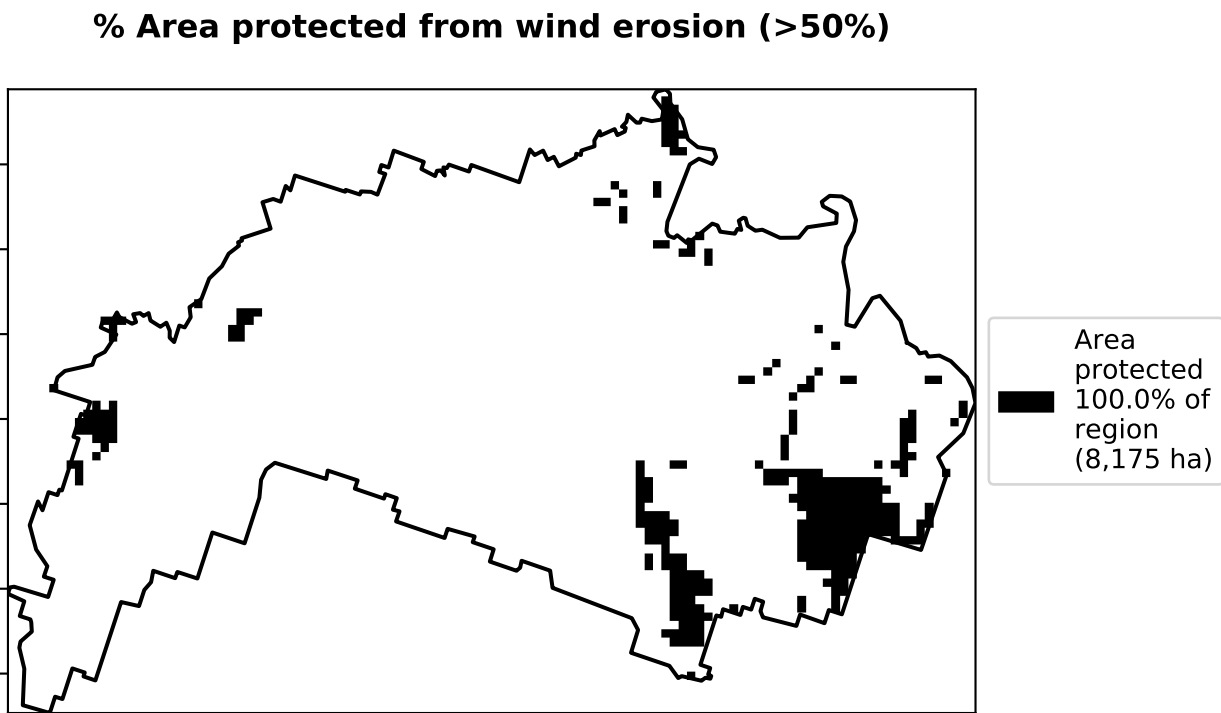 % Area protected from wind erosion (>50%)
Area
protected
100.0% of
region
(8,175 ha)